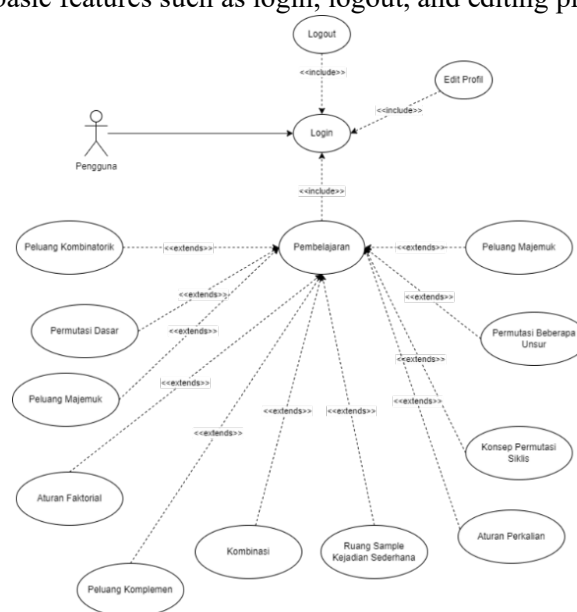 basic features such as login, logout, and editing
Logout
<<include>>
Edit Profil
<<include>>
Login
Pengguna
<<include>>
Peluang Kombinatorik
<<extends>>
Pembelajaran
<<extends>>
Peluang Majemuk
<<extends>>
<<extends>>
Permutasi Dasar
<<extends>>
Permutasi Beberapa
Unsur
<<extends>>
Peluang Majemuk
<<extends>>
<<extends>>
<<extends>>
<<extends>>
<<extends>>
<<extends>>
Konsep Permutasi
Siklis
Aturan Faktorial
Aturan Perkalian
Kombinasi
Ruang Sample
Kejadian Sederhana
Peluang Komplemen